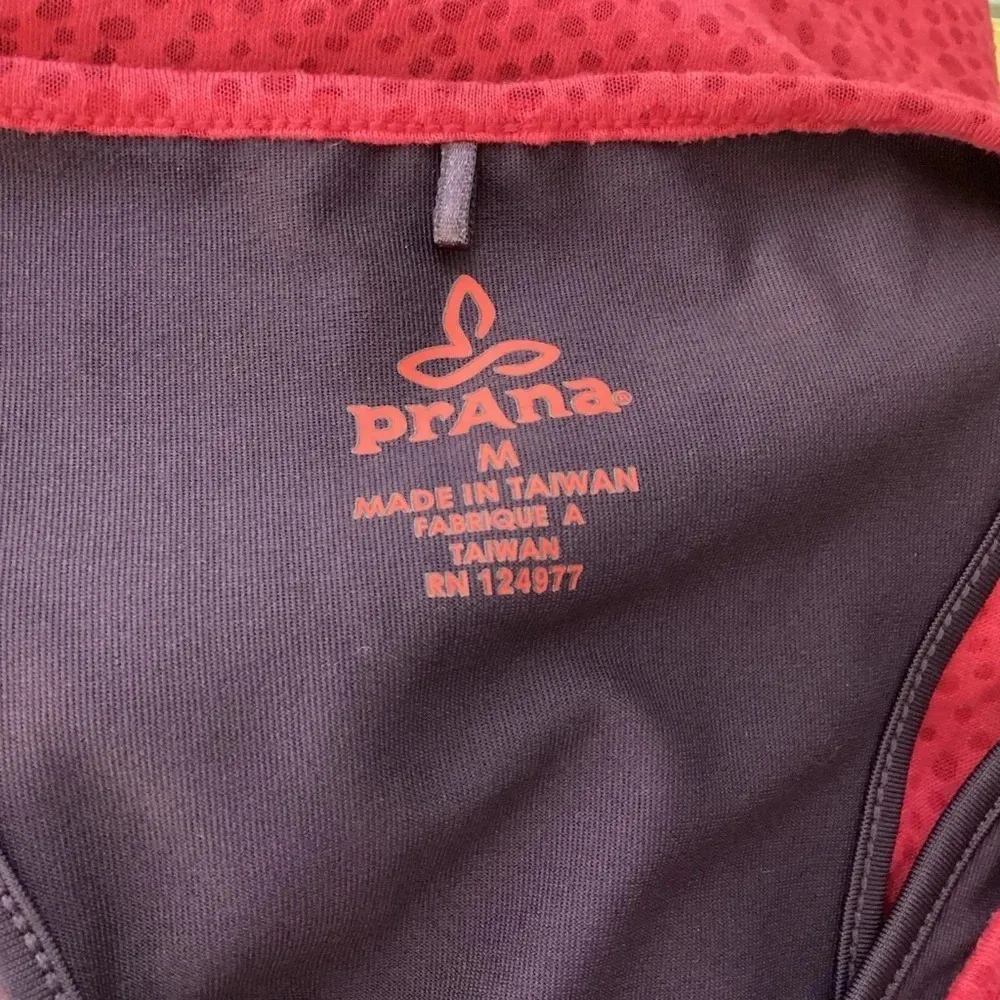 prAna®
M
MADE IN TAIWAN
FABRIQUE A
TAIWAN
RN 124977